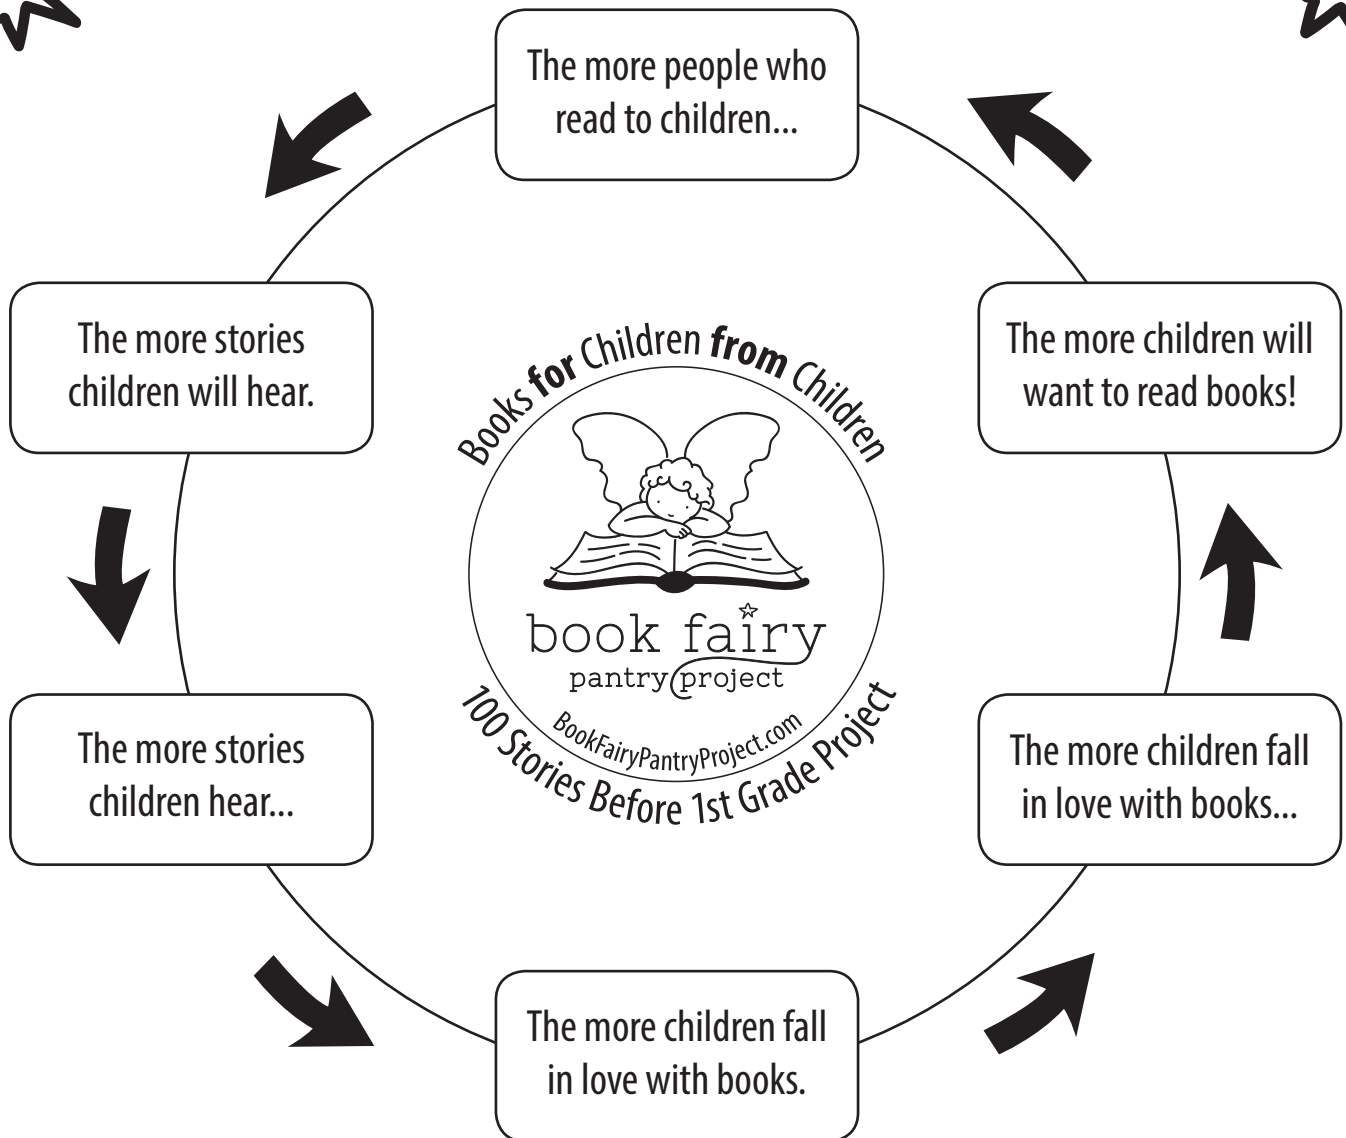 The more people who
read to children...
The more stories
children will hear.
The more stories
children hear...
The more children fall
in love with books.
The more children fall
in love with books...
The more children will
want to read books!
Books for Children from Children
book fairy
pantry project
BookFairyPantryProject.com
100 Stories Before 1st Grade Project